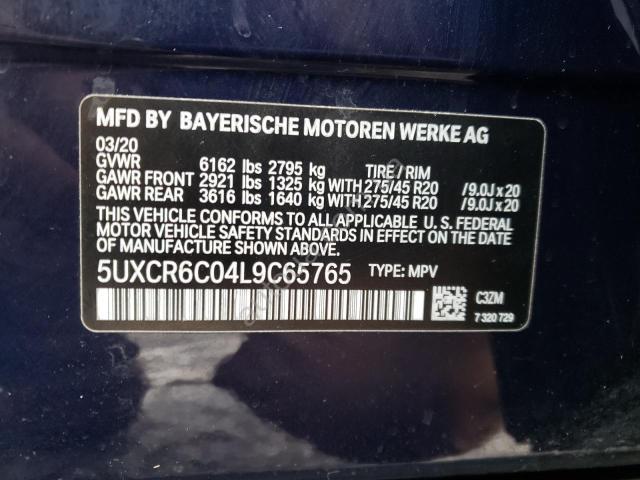 MFD BY BAYERISCHE MOTOREN WERKE AG
03/20
GVWR 6162 lbs 2795 kg TIRE / RIM
GAWR FRONT 2921 lbs 1325 kg WITH 275/45 R20 /9.0J x 20
GAWR REAR 3616 lbs 1640 kg WITH 275/45 R20 /9.0J x 20
THIS VEHICLE CONFORMS TO ALL APPLICABLE U. S. FEDERAL
MOTOR VEHICLE SAFETY STANDARDS IN EFFECT ON THE
DATE OF MANUFACTURE SHOWN ABOVE.
5UXCR6C04L9C65765 TYPE: MPV
C3ZM
7 320 729